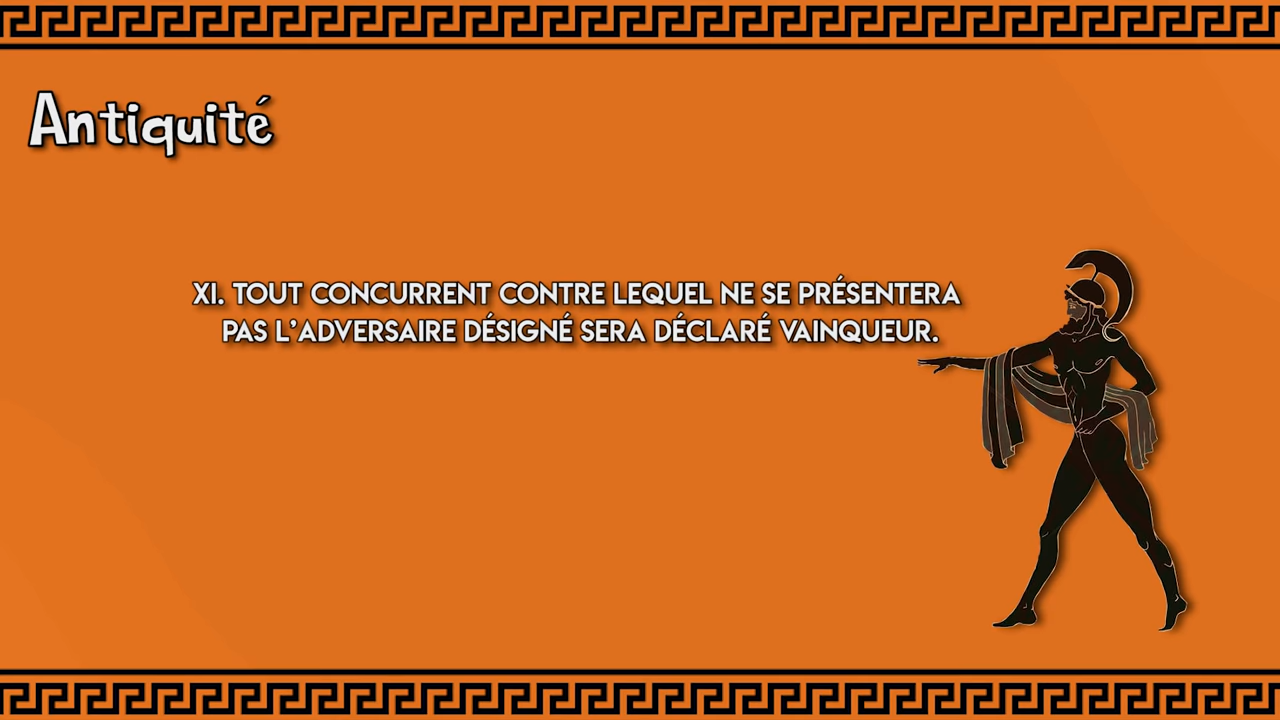 Antiquité
XI. TOUT CONCURRENT CONTRE LEQUEL NE SE PRÉSENTERA
PAS L’ADVERSAIRE DÉSIGNÉ SERA DÉCLARÉ VAINQUEUR.